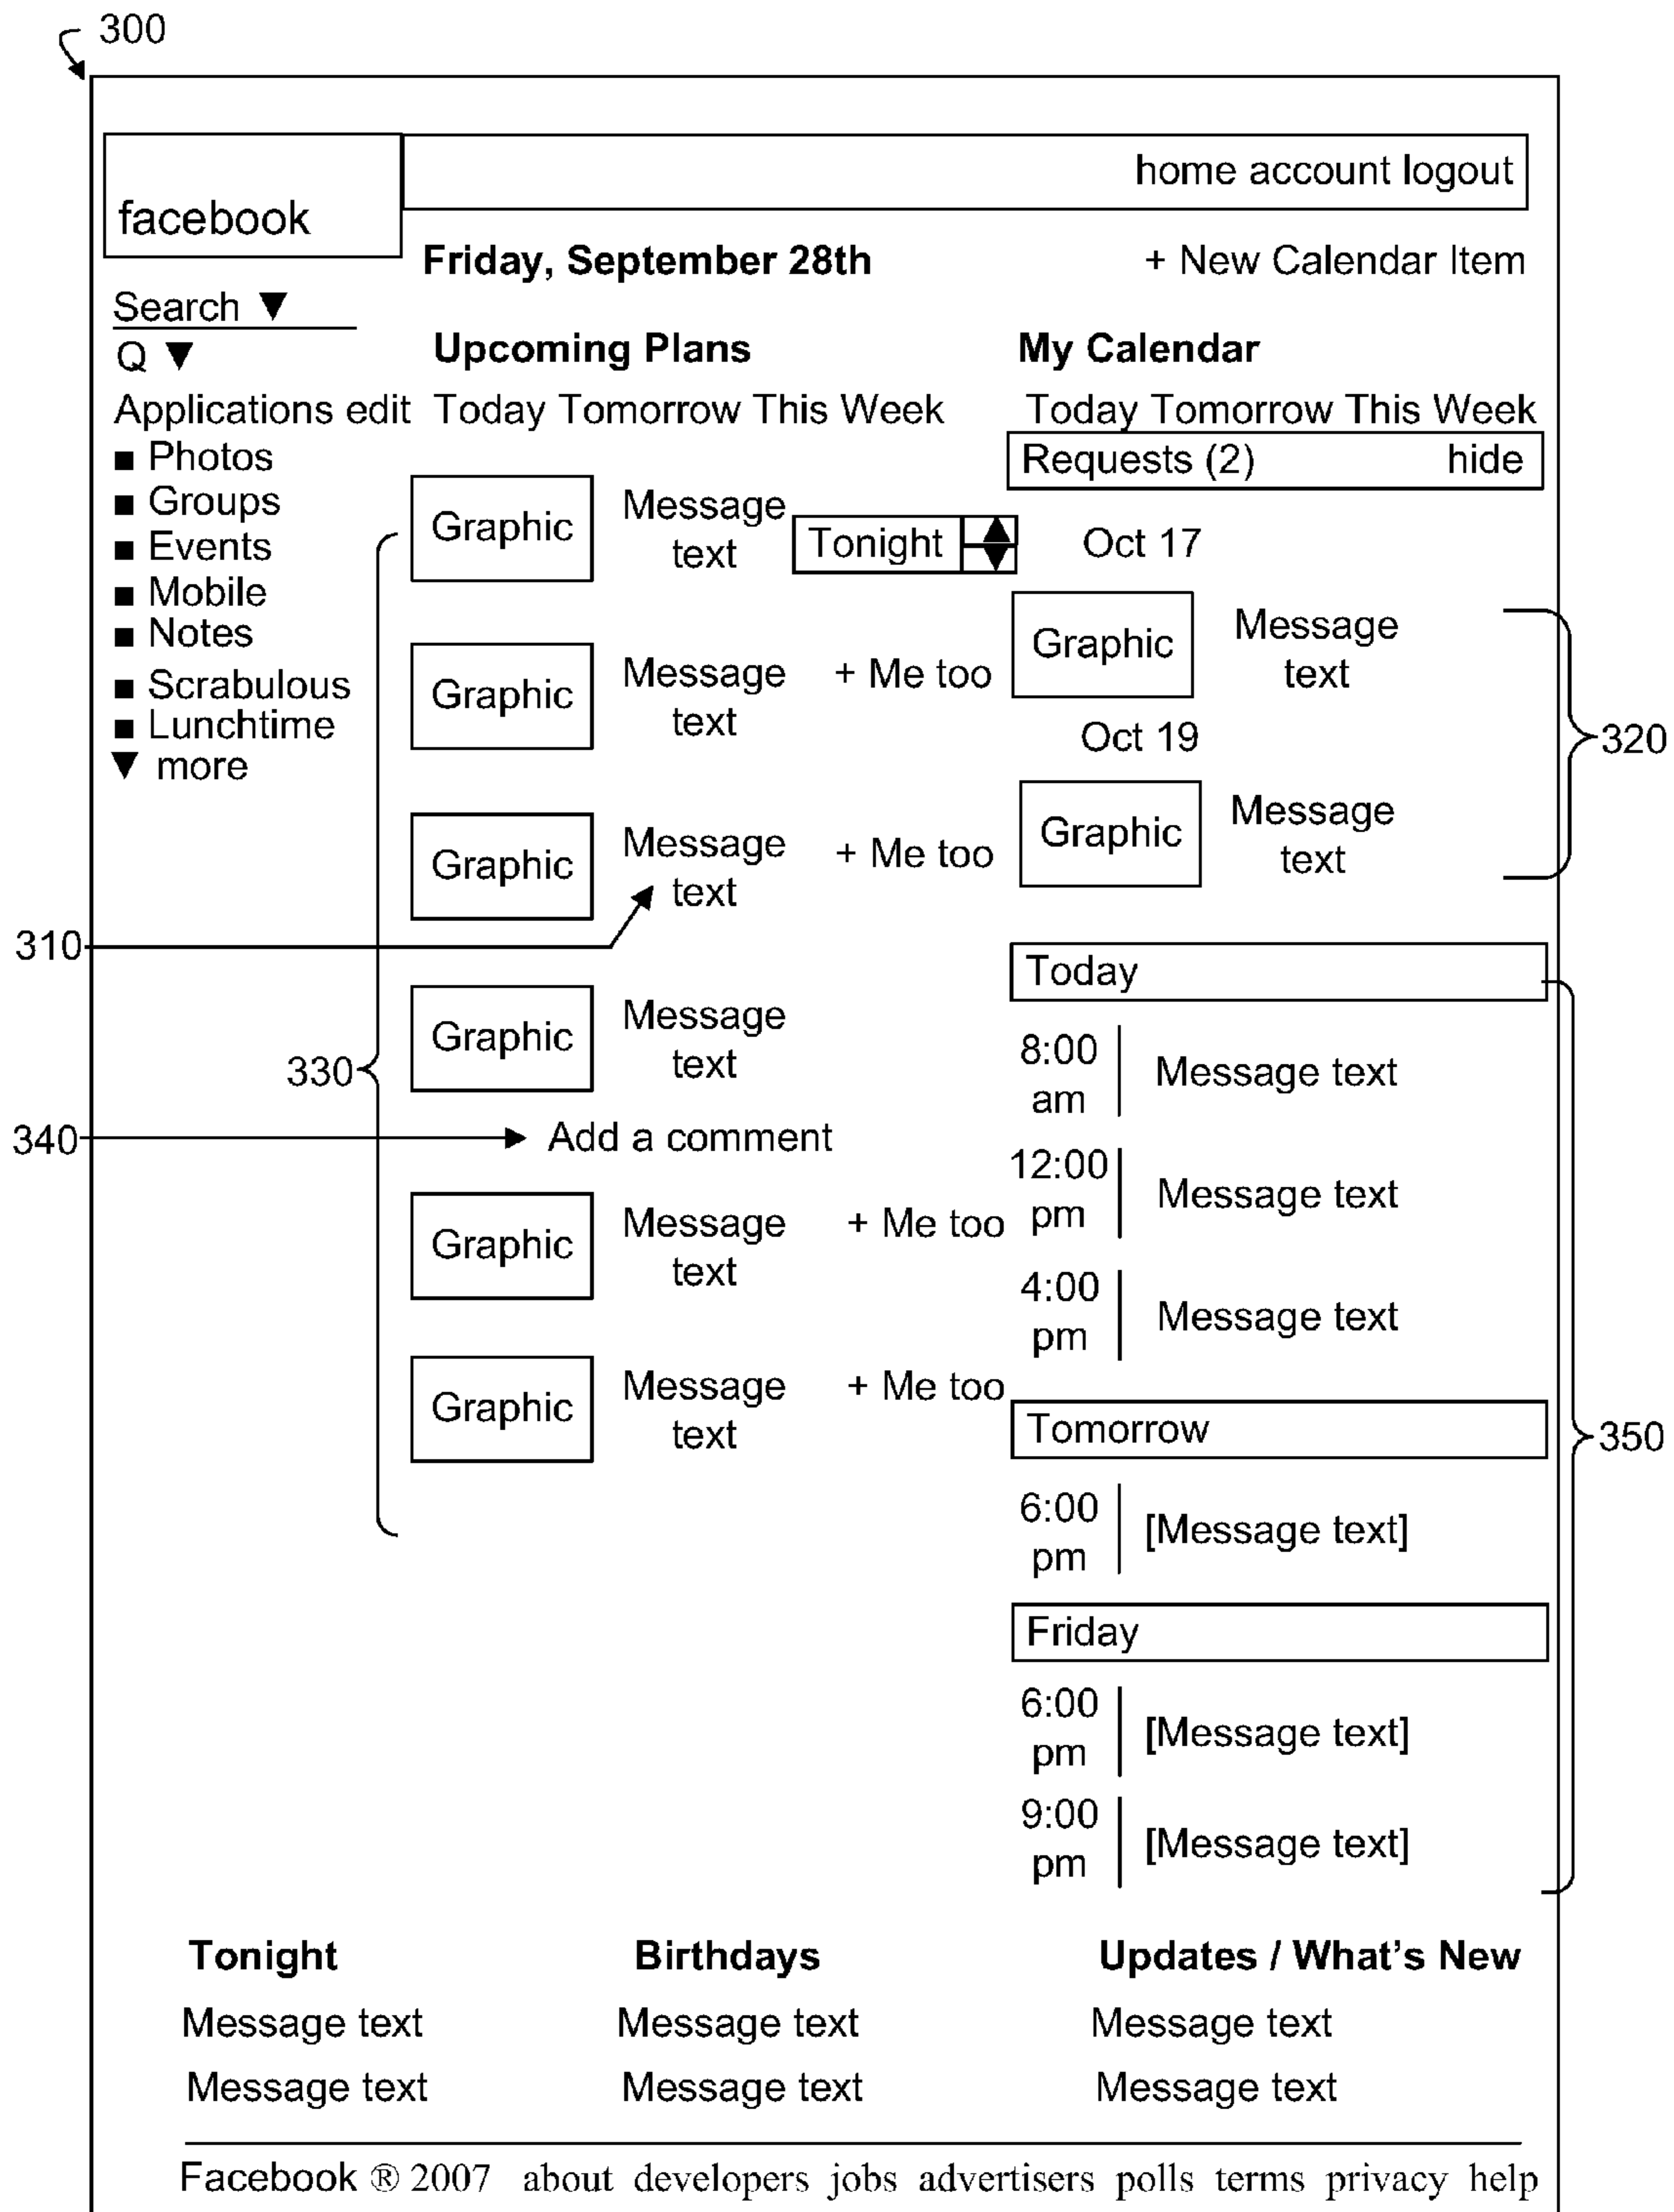 300
home account logout
facebook
Friday, September 28th
+ New Calendar Item
Search ▼
Q ▼
Applications edit
■ Photos
■ Groups
■ Events
■ Mobile
■ Notes
■ Scrabulous
■ Lunchtime
▼ more
Upcoming Plans
Today Tomorrow This Week
Graphic
Message
text
Tonight
Graphic
Message
text
+ Me too
Graphic
Message
text
+ Me too
310
Graphic
Message
text
330
340
Add a comment
Graphic
Message
text
+ Me too
Graphic
Message
text
+ Me too
My Calendar
Today Tomorrow This Week
Requests (2) hide
Oct 17
Graphic
Message
text
Oct 19
Graphic
Message
text
320
Today
8:00
am
Message text
12:00
pm
Message text
4:00
pm
Message text
Tomorrow
350
6:00
pm
[Message text]
Friday
6:00
pm
[Message text]
9:00
pm
[Message text]
Tonight
Message text
Message text
Birthdays
Message text
Message text
Updates / What's New
Message text
Message text
Facebook ® 2007 about developers jobs advertisers polls terms privacy help